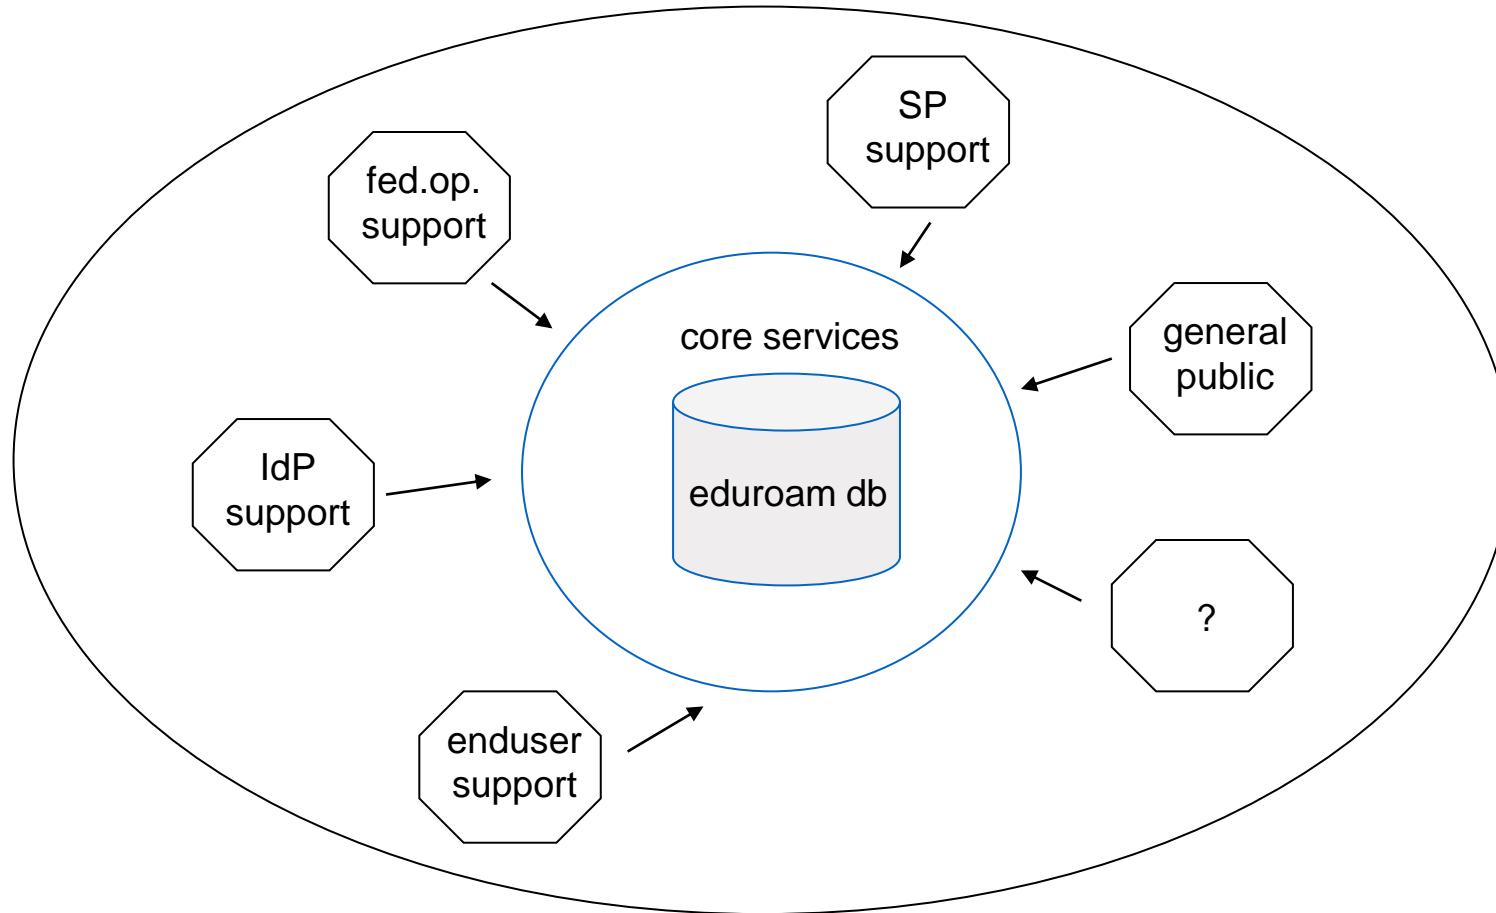 SP
support
fed.op.
support
core services
general
public
IdP
support
eduroam db
?
enduser
support